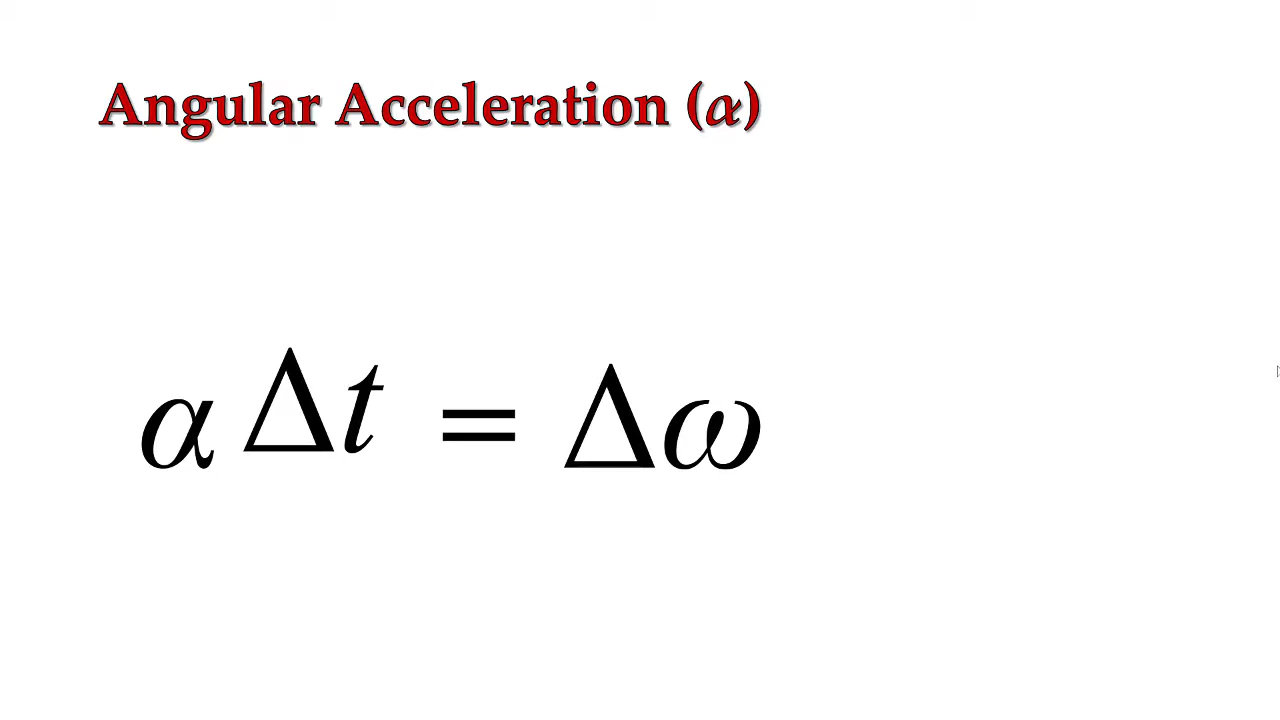 Angular Acceleration (α)
α Δt = Δω